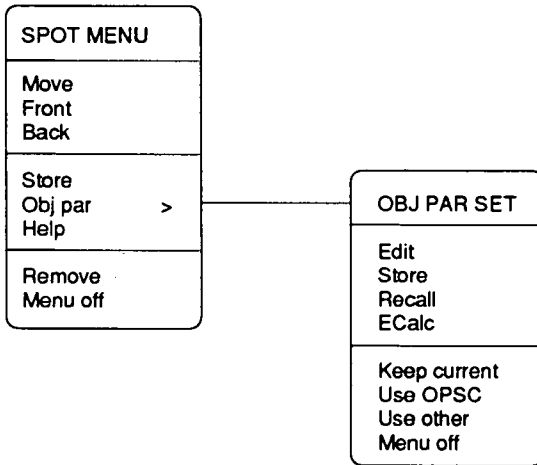 SPOT MENU
Move
Front
Back
Store
Obj par >
Help
Remove
Menu off
OBJ PAR SET
Edit
Store
Recall
ECalc
Keep current
Use OPSC
Use other
Menu off